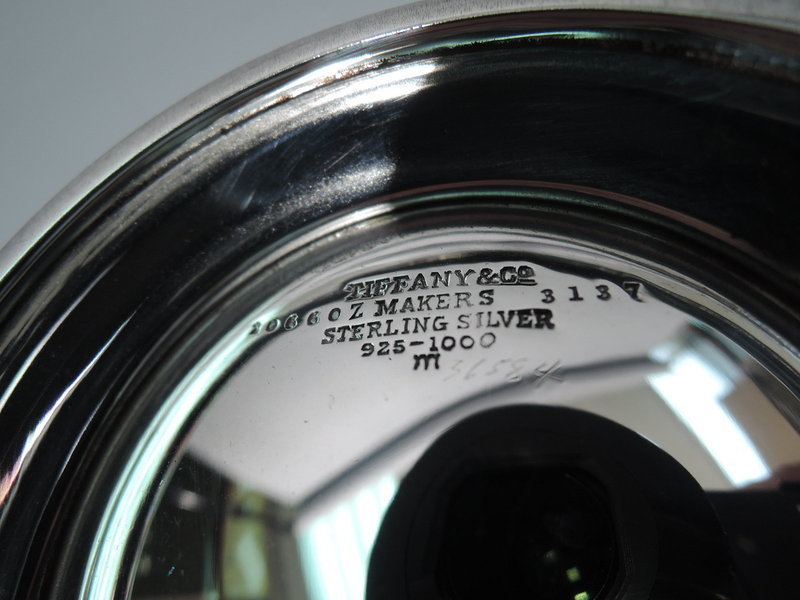 TIFFANY & Co
20660Z MAKERS 3137
STERLING SILVER
925-1000
m